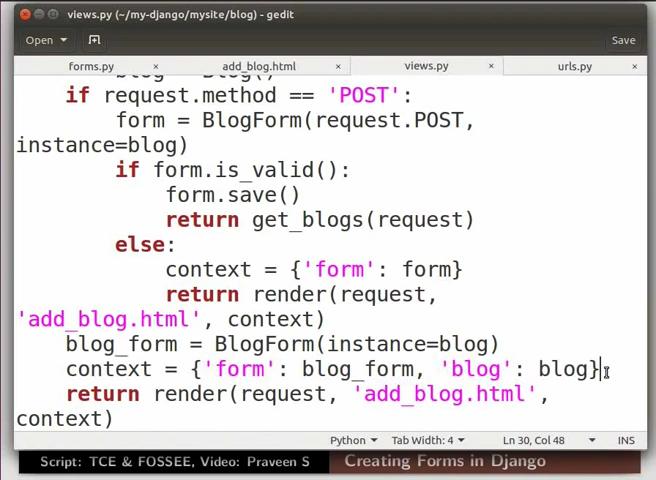 views.py (~/my-django/mysite/blog) - gedit
Open Save
forms.py × add_blog.html × views.py × urls.py ×
blog = Blog()
if request.method == 'POST':
form = BlogForm(request.POST,
instance=blog)
if form.is_valid():
form.save()
return get_blogs(request)
else:
context = {'form': form}
return render(request,
'add_blog.html', context)
blog_form = BlogForm(instance=blog)
context = {'form': blog_form, 'blog': blog}
return render(request, 'add_blog.html',
context)
Python Tab Width: 4 Ln 30, Col 48 INS
Script: TCE & FOSSEE, Video: Praveen S Creating Forms in Django